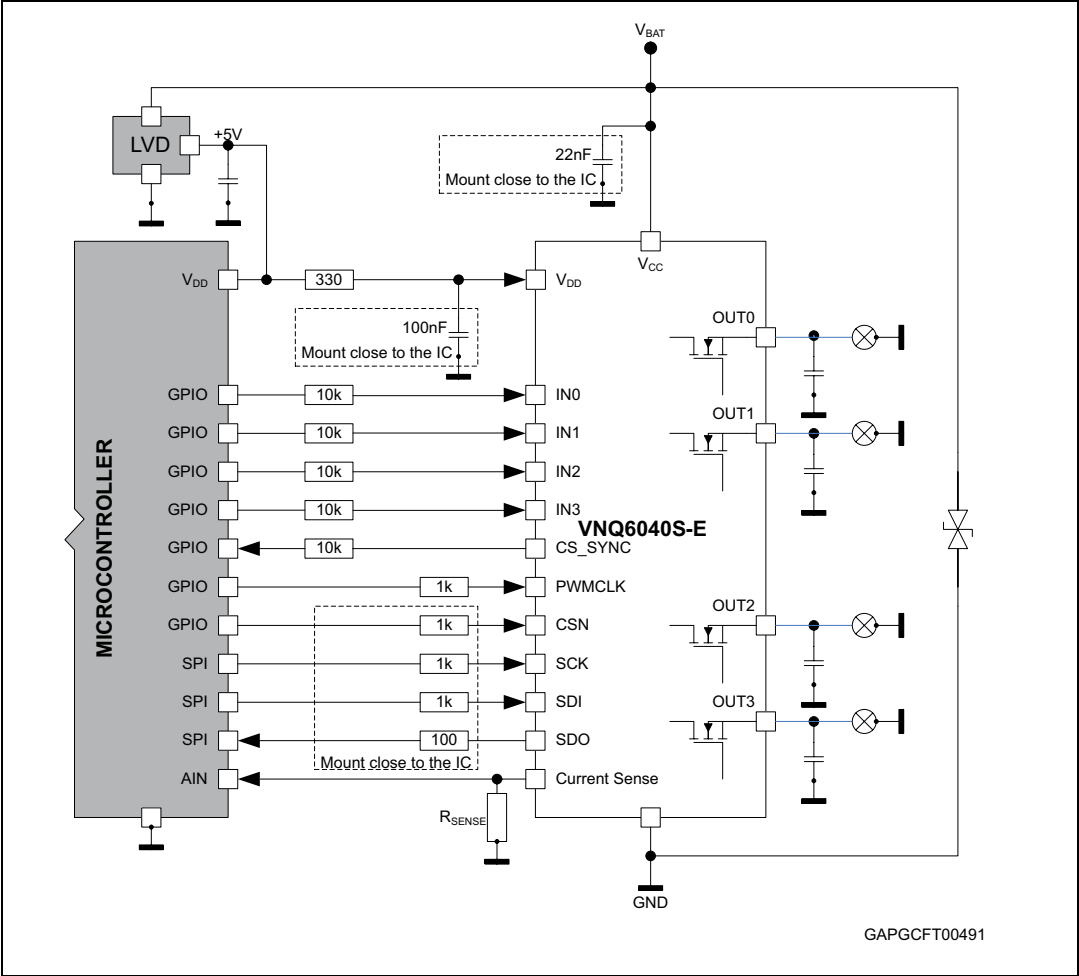 VBAT
LVD
+5V
22nF
Mount close to the IC
VCC
VDD
330
VDD
100nF
Mount close to the IC
OUT0
GPIO
10k
IN0
OUT1
GPIO
10k
IN1
GPIO
10k
IN2
GPIO
10k
IN3
VNQ6040S-E
GPIO
10k
CS_SYNC
MICROCONTROLLER
GPIO
1k
PWMCLK
OUT2
GPIO
1k
CSN
SPI
1k
SCK
SPI
1k
SDI
OUT3
SPI
100
SDO
Mount close to the IC
AIN
Current Sense
RSENSE
GND
GAPGCFT00491